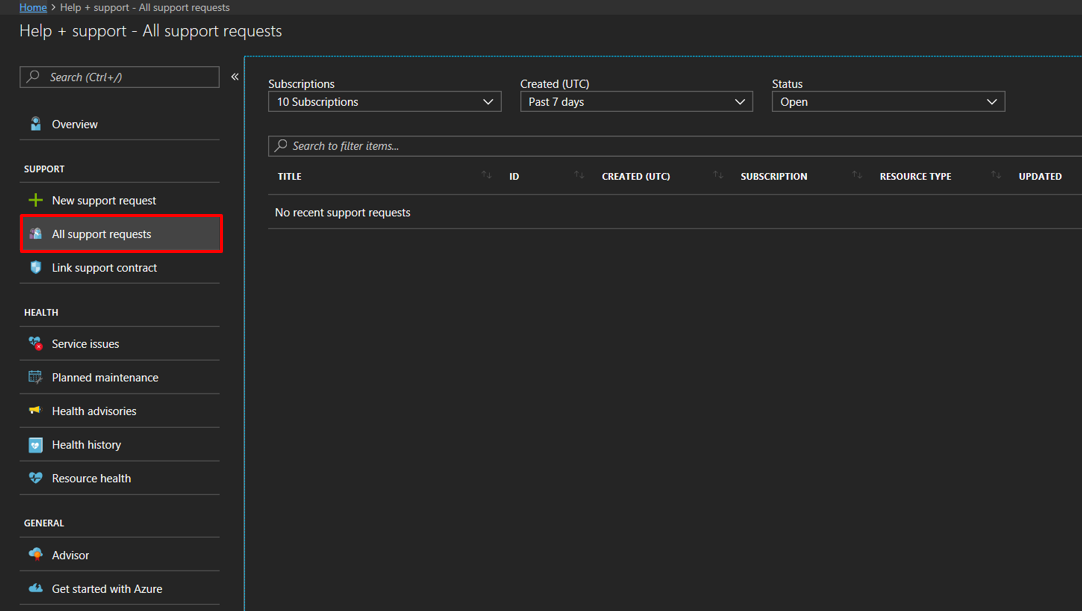 Home > Help + support - All support requests
Help + support - All support requests
Search (Ctrl+/)
«
Overview
SUPPORT
New support request
All support requests
Link support contract
HEALTH
Service issues
Planned maintenance
Health advisories
Health history
Resource health
GENERAL
Advisor
Get started with Azure
Subscriptions Created (UTC) Status
10 Subscriptions Past 7 days Open
Search to filter items...
TITLE ID CREATED (UTC) SUBSCRIPTION RESOURCE TYPE UPDATED
No recent support requests